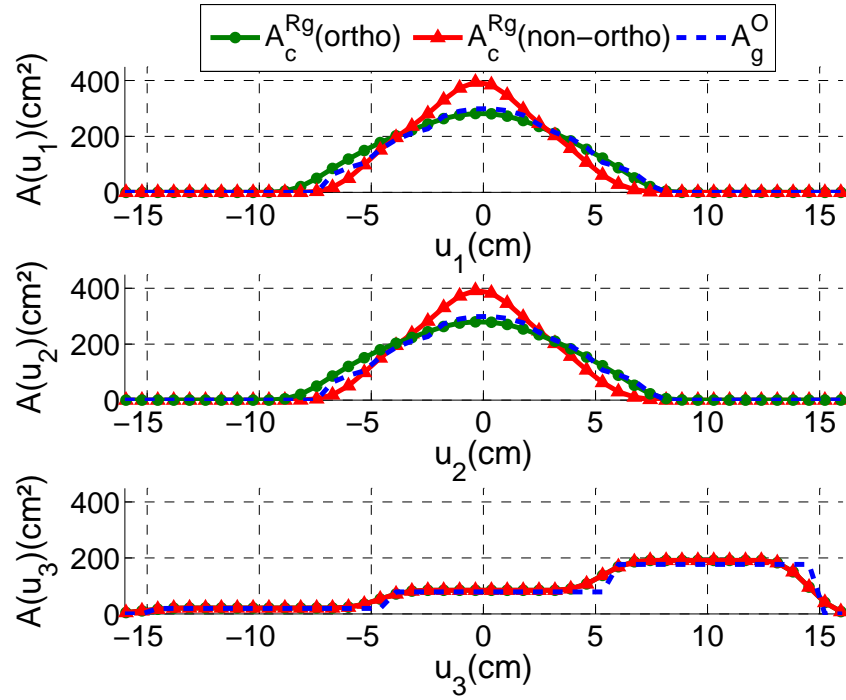 A_c^Rg(ortho) A_c^Rg(non−ortho) A_g^O
A(u_1)(cm²)
400
200
0
−15 −10 −5 0 5 10 15
u_1(cm)
A(u_2)(cm²)
400
200
0
−15 −10 −5 0 5 10 15
u_2(cm)
A(u_3)(cm²)
400
200
0
−15 −10 −5 0 5 10 15
u_3(cm)